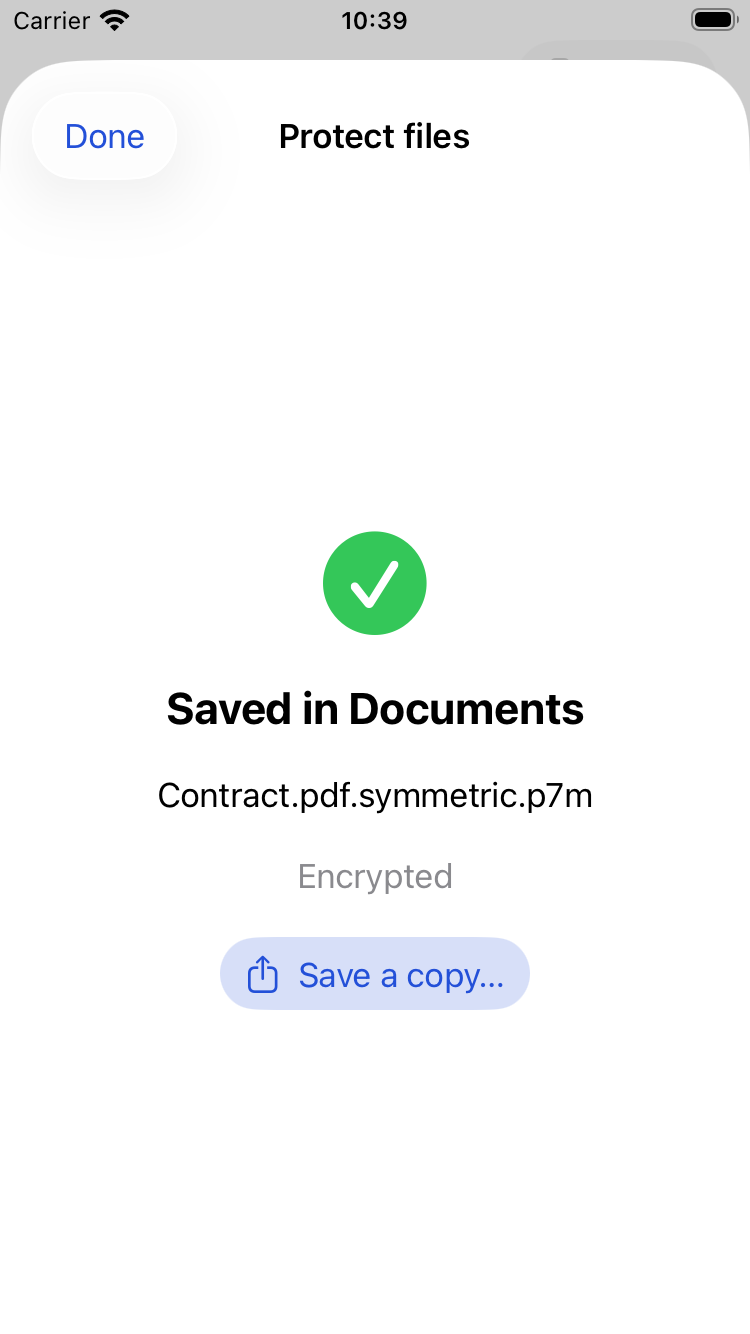 Carrier 10:39
Done Protect files
Saved in Documents
Contract.pdf.symmetric.p7m
Encrypted
Save a copy...